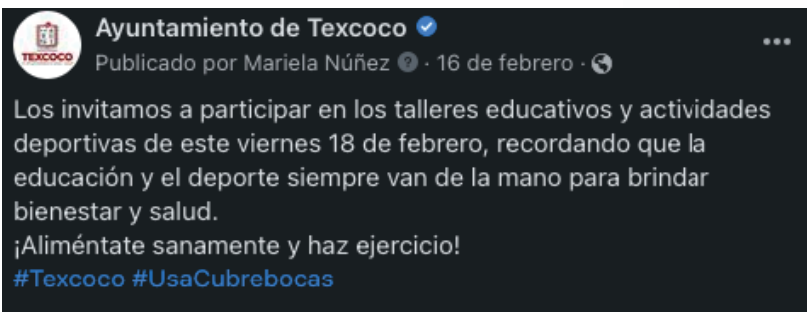 Ayuntamiento de Texcoco
Publicado por Mariela Núñez · 16 de febrero ·
TEXCOCO
Los invitamos a participar en los talleres educativos y actividades
deportivas de este viernes 18 de febrero, recordando que la
educación y el deporte siempre van de la mano para brindar
bienestar y salud.
¡Aliméntate sanamente y haz ejercicio!
#Texcoco #UsaCubrebocas